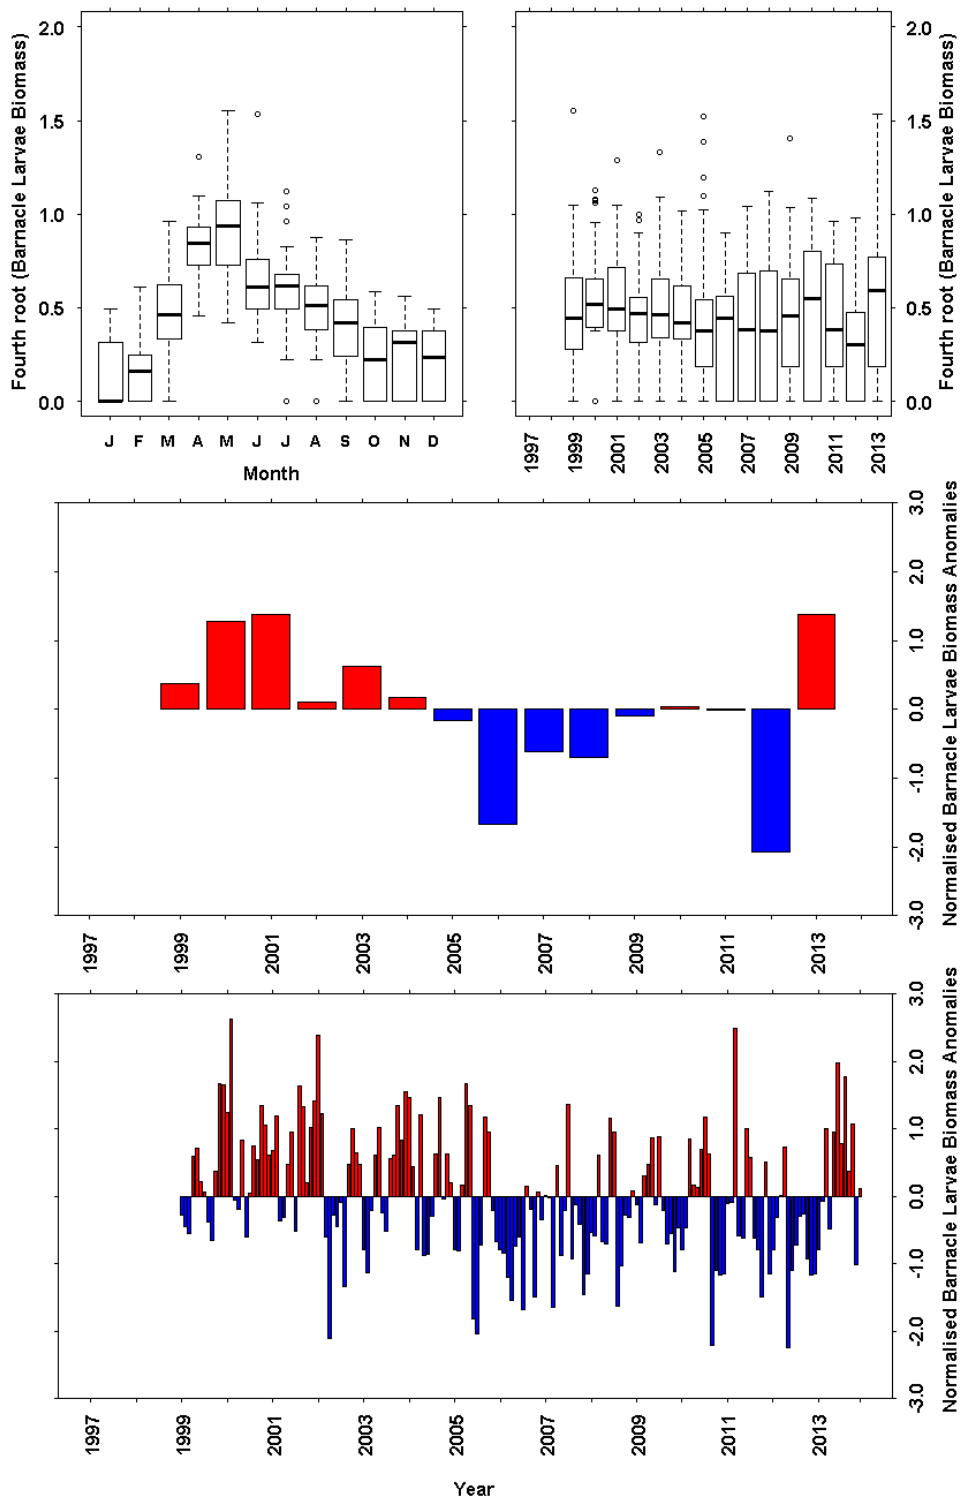 Fourth root (Barnacle Larvae Biomass)
2.0
1.5
1.0
0.5
0.0
J F M A M J J A S O N D
Month
2.0
1.5
1.0
0.5
0.0
Fourth root (Barnacle Larvae Biomass)
1997 1999 2001 2003 2005 2007 2009 2011 2013
3.0
2.0
1.0
0.0
-1.0
-2.0
-3.0
Normalised Barnacle Larvae Biomass Anomalies
1997 1999 2001 2003 2005 2007 2009 2011 2013
3.0
2.0
1.0
0.0
-1.0
-2.0
-3.0
Normalised Barnacle Larvae Biomass Anomalies
1997 1999 2001 2003 2005 2007 2009 2011 2013
Year